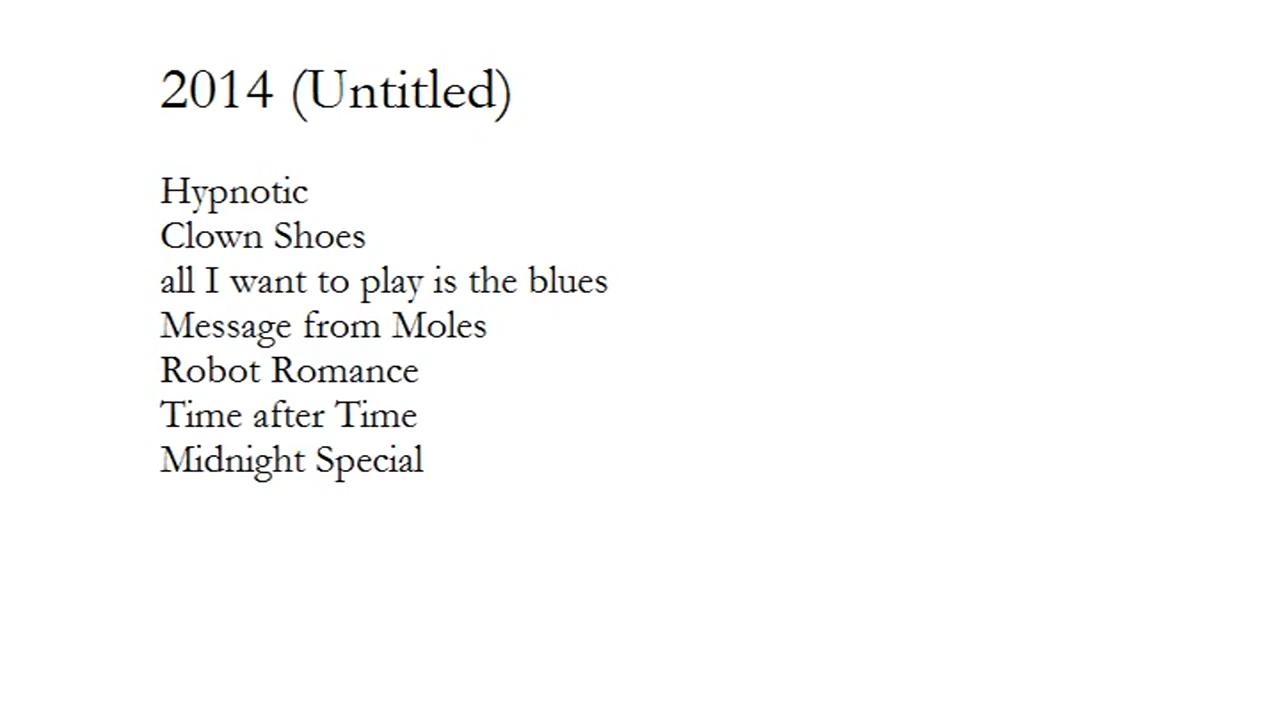 2014 (Untitled)
Hypnotic
Clown Shoes
all I want to play is the blues
Message from Moles
Robot Romance
Time after Time
Midnight Special